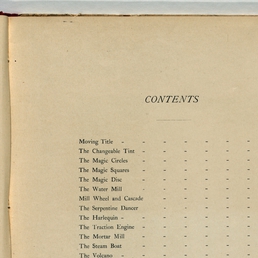 CONTENTS
Moving Title - - - - - -
The Changeable Tint - - - - - -
The Magic Circles - - - - - -
The Magic Squares - - - - - -
The Magic Disc - - - - - -
The Water Mill - - - - - -
Mill Wheel and Cascade - - - - - -
The Serpentine Dancer - - - - - -
The Harlequin - - - - - -
The Traction Engine - - - - - -
The Mortar Mill - - - - - -
The Steam Boat - - - - - -
The Volcano - - - - - -